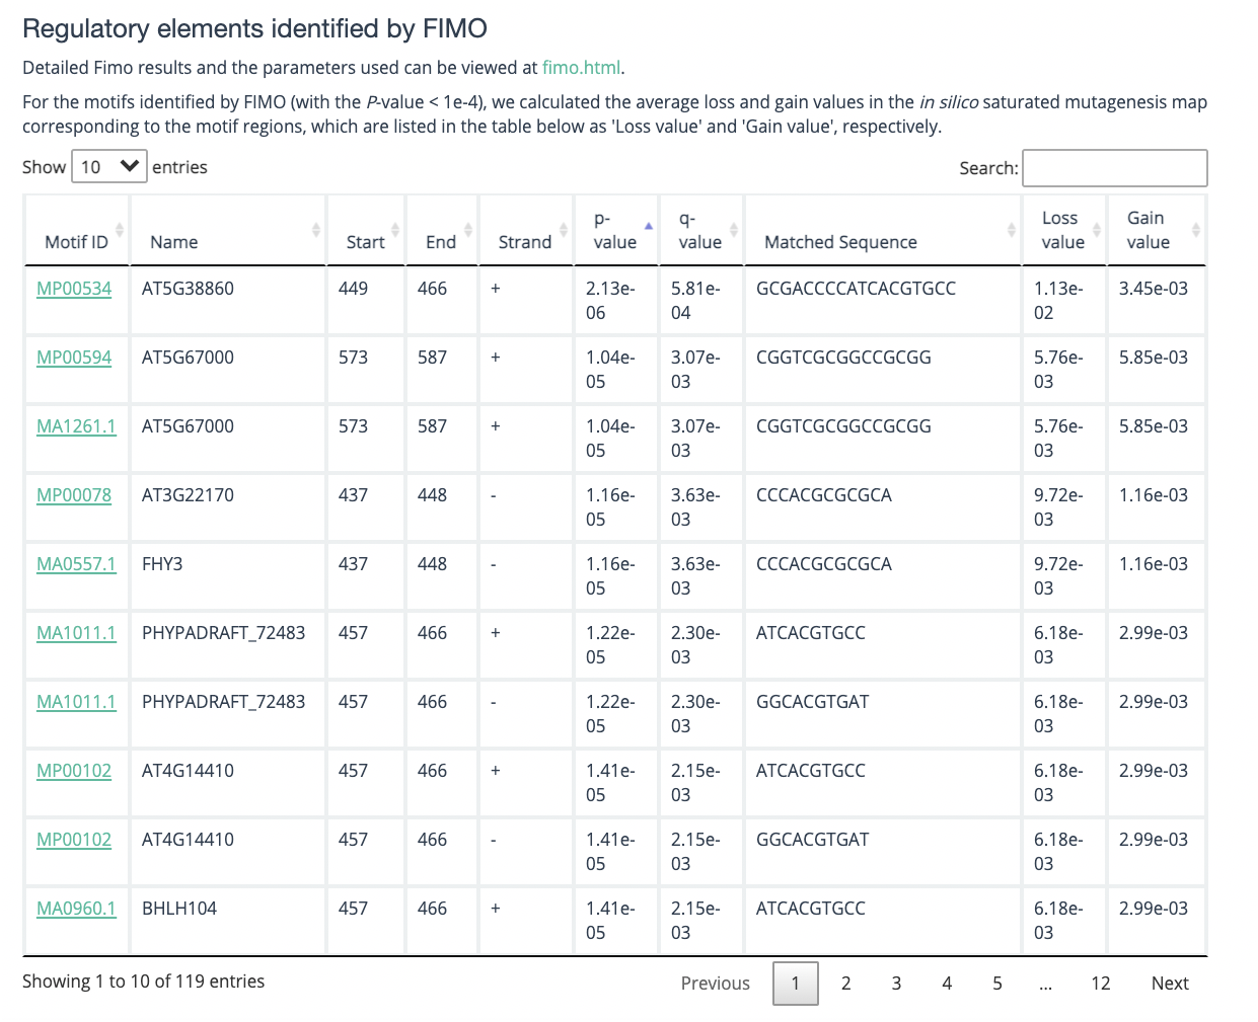 Regulatory elements identified by FIMO
Detailed Fimo results and the parameters used can be viewed at fimo.html.
For the motifs identified by FIMO (with the P-value < 1e-4), we calculated the average loss and gain values in the in silico saturated mutagenesis map
corresponding to the motif regions, which are listed in the table below as 'Loss value' and 'Gain value', respectively.
Show 10 entries Search:
Motif ID Name Start End Strand p-value q-value Matched Sequence Loss value Gain value
MP00534 AT5G38860 449 466 + 2.13e-06 5.81e-04 GCGACCCCATCACGTGCC 1.13e-02 3.45e-03
MP00594 AT5G67000 573 587 + 1.04e-05 3.07e-03 CGGTCGCGGCCGCGG 5.76e-03 5.85e-03
MA1261.1 AT5G67000 573 587 + 1.04e-05 3.07e-03 CGGTCGCGGCCGCGG 5.76e-03 5.85e-03
MP00078 AT3G22170 437 448 - 1.16e-05 3.63e-03 CCCACGCGCGCA 9.72e-03 1.16e-03
MA0557.1 FHY3 437 448 - 1.16e-05 3.63e-03 CCCACGCGCGCA 9.72e-03 1.16e-03
MA1011.1 PHYPADRAFT_72483 457 466 + 1.22e-05 2.30e-03 ATCACGTGCC 6.18e-03 2.99e-03
MA1011.1 PHYPADRAFT_72483 457 466 - 1.22e-05 2.30e-03 GGCACGTGAT 6.18e-03 2.99e-03
MP00102 AT4G14410 457 466 + 1.41e-05 2.15e-03 ATCACGTGCC 6.18e-03 2.99e-03
MP00102 AT4G14410 457 466 - 1.41e-05 2.15e-03 GGCACGTGAT 6.18e-03 2.99e-03
MA0960.1 BHLH104 457 466 + 1.41e-05 2.15e-03 ATCACGTGCC 6.18e-03 2.99e-03
Showing 1 to 10 of 119 entries Previous 1 2 3 4 5 ... 12 Next